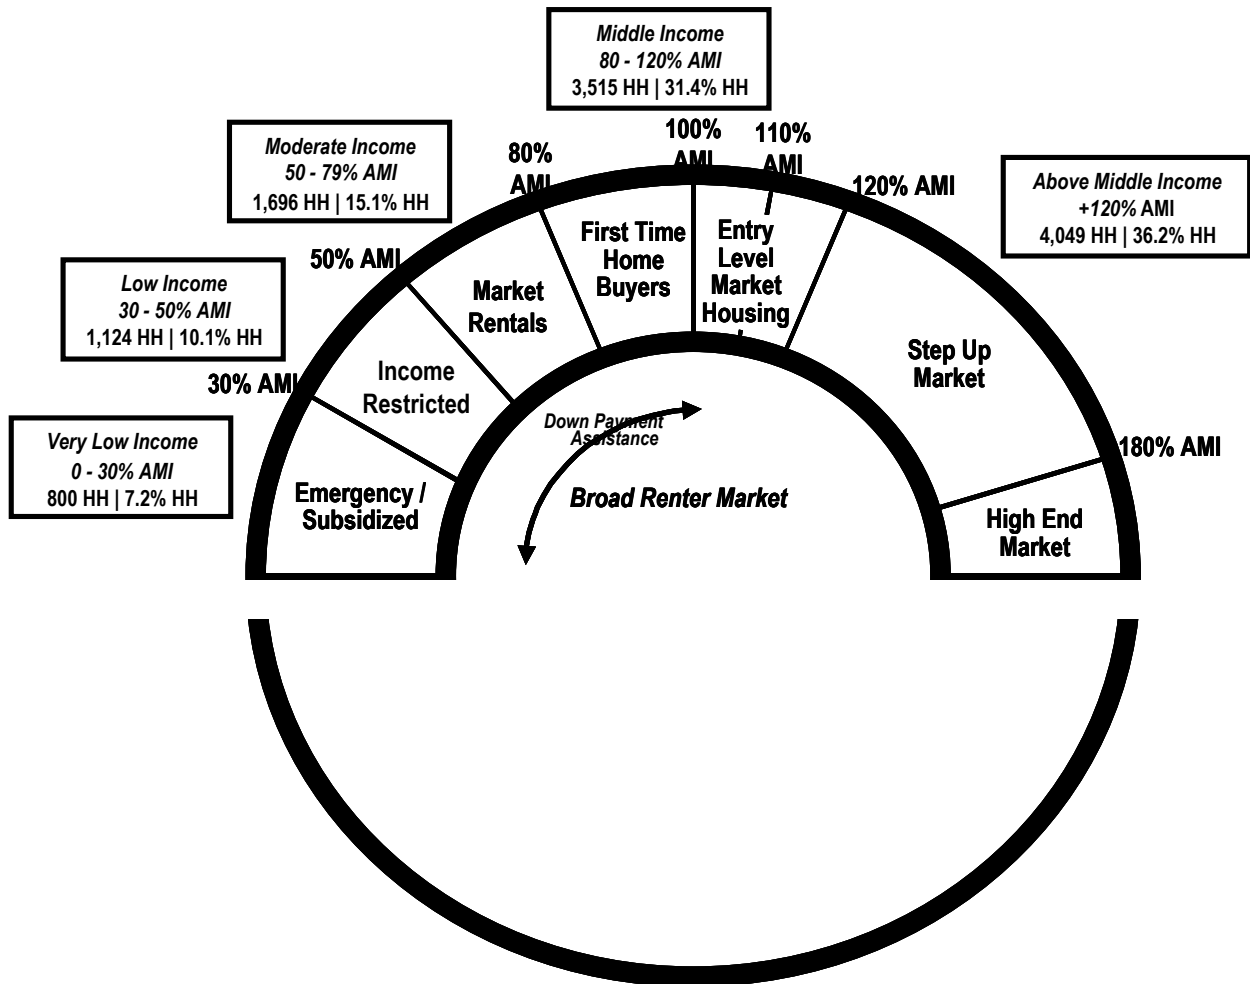 Middle Income
80 - 120% AMI
3,515 HH | 31.4% HH
Moderate Income
50 - 79% AMI
1,696 HH | 15.1% HH
Low Income
30 - 50% AMI
1,124 HH | 10.1% HH
Very Low Income
0 - 30% AMI
800 HH | 7.2% HH
Above Middle Income
+120% AMI
4,049 HH | 36.2% HH
30% AMI
50% AMI
80%
AMI
100%
AMI
110%
AMI
120% AMI
180% AMI
Emergency /
Subsidized
Income
Restricted
Market
Rentals
First Time
Home
Buyers
Entry
Level
Market
Housing
Step Up
Market
High End
Market
Down Payment
Assistance
Broad Renter Market